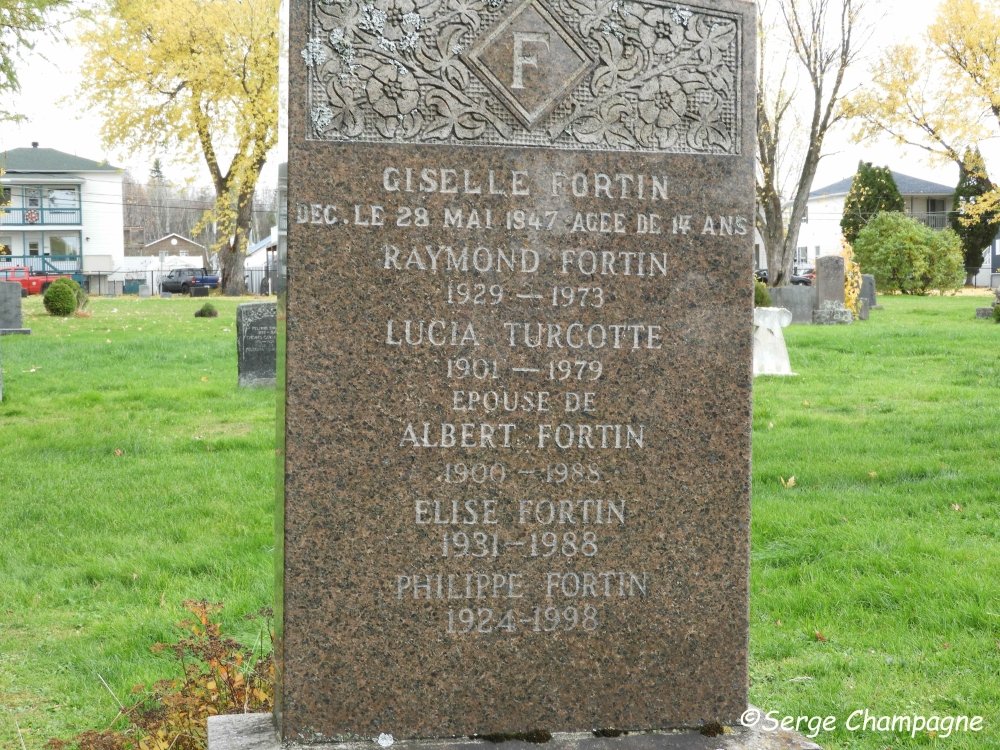 F
GISELLE FORTIN
DEC. LE 28 MAI 1947 AGEE DE 14 ANS
RAYMOND FORTIN
1929 — 1973
LUCIA TURCOTTE
1901 — 1979
EPOUSE DE
ALBERT FORTIN
1900 — 1988
ELISE FORTIN
1931-1988
PHILIPPE FORTIN
1924-1998
©Serge Champagne